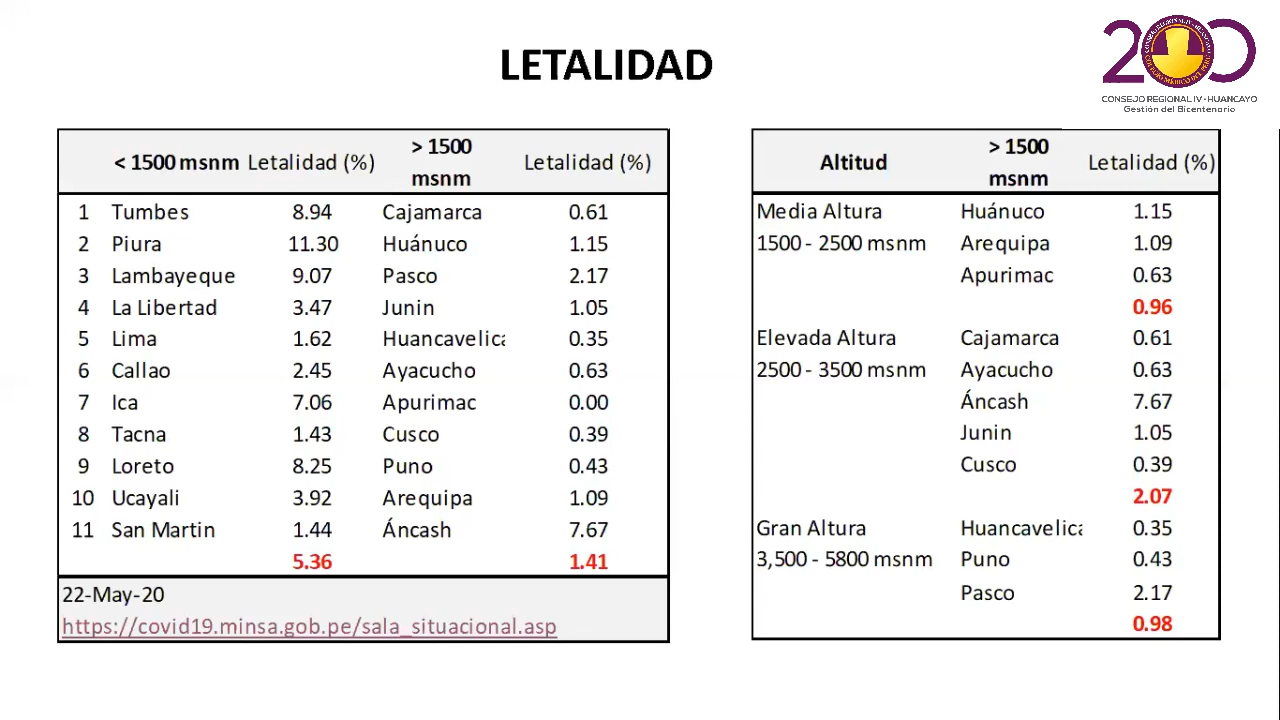 LETALIDAD
200
CONSEJO REGIONAL IV - HUANCAYO
Gestión del Bicentenario
< 1500 msnm Letalidad (%) > 1500 msnm Letalidad (%)
1 Tumbes 8.94 Cajamarca 0.61
2 Piura 11.30 Huánuco 1.15
3 Lambayeque 9.07 Pasco 2.17
4 La Libertad 3.47 Junin 1.05
5 Lima 1.62 Huancavelica 0.35
6 Callao 2.45 Ayacucho 0.63
7 Ica 7.06 Apurimac 0.00
8 Tacna 1.43 Cusco 0.39
9 Loreto 8.25 Puno 0.43
10 Ucayali 3.92 Arequipa 1.09
11 San Martin 1.44 Áncash 7.67
5.36 1.41
22-May-20
https://covid19.minsa.gob.pe/sala_situacional.asp
Altitud > 1500 msnm Letalidad (%)
Media Altura Huánuco 1.15
1500 - 2500 msnm Arequipa 1.09
Apurimac 0.63
0.96
Elevada Altura Cajamarca 0.61
2500 - 3500 msnm Ayacucho 0.63
Áncash 7.67
Junin 1.05
Cusco 0.39
2.07
Gran Altura Huancavelica 0.35
3,500 - 5800 msnm Puno 0.43
Pasco 2.17
0.98